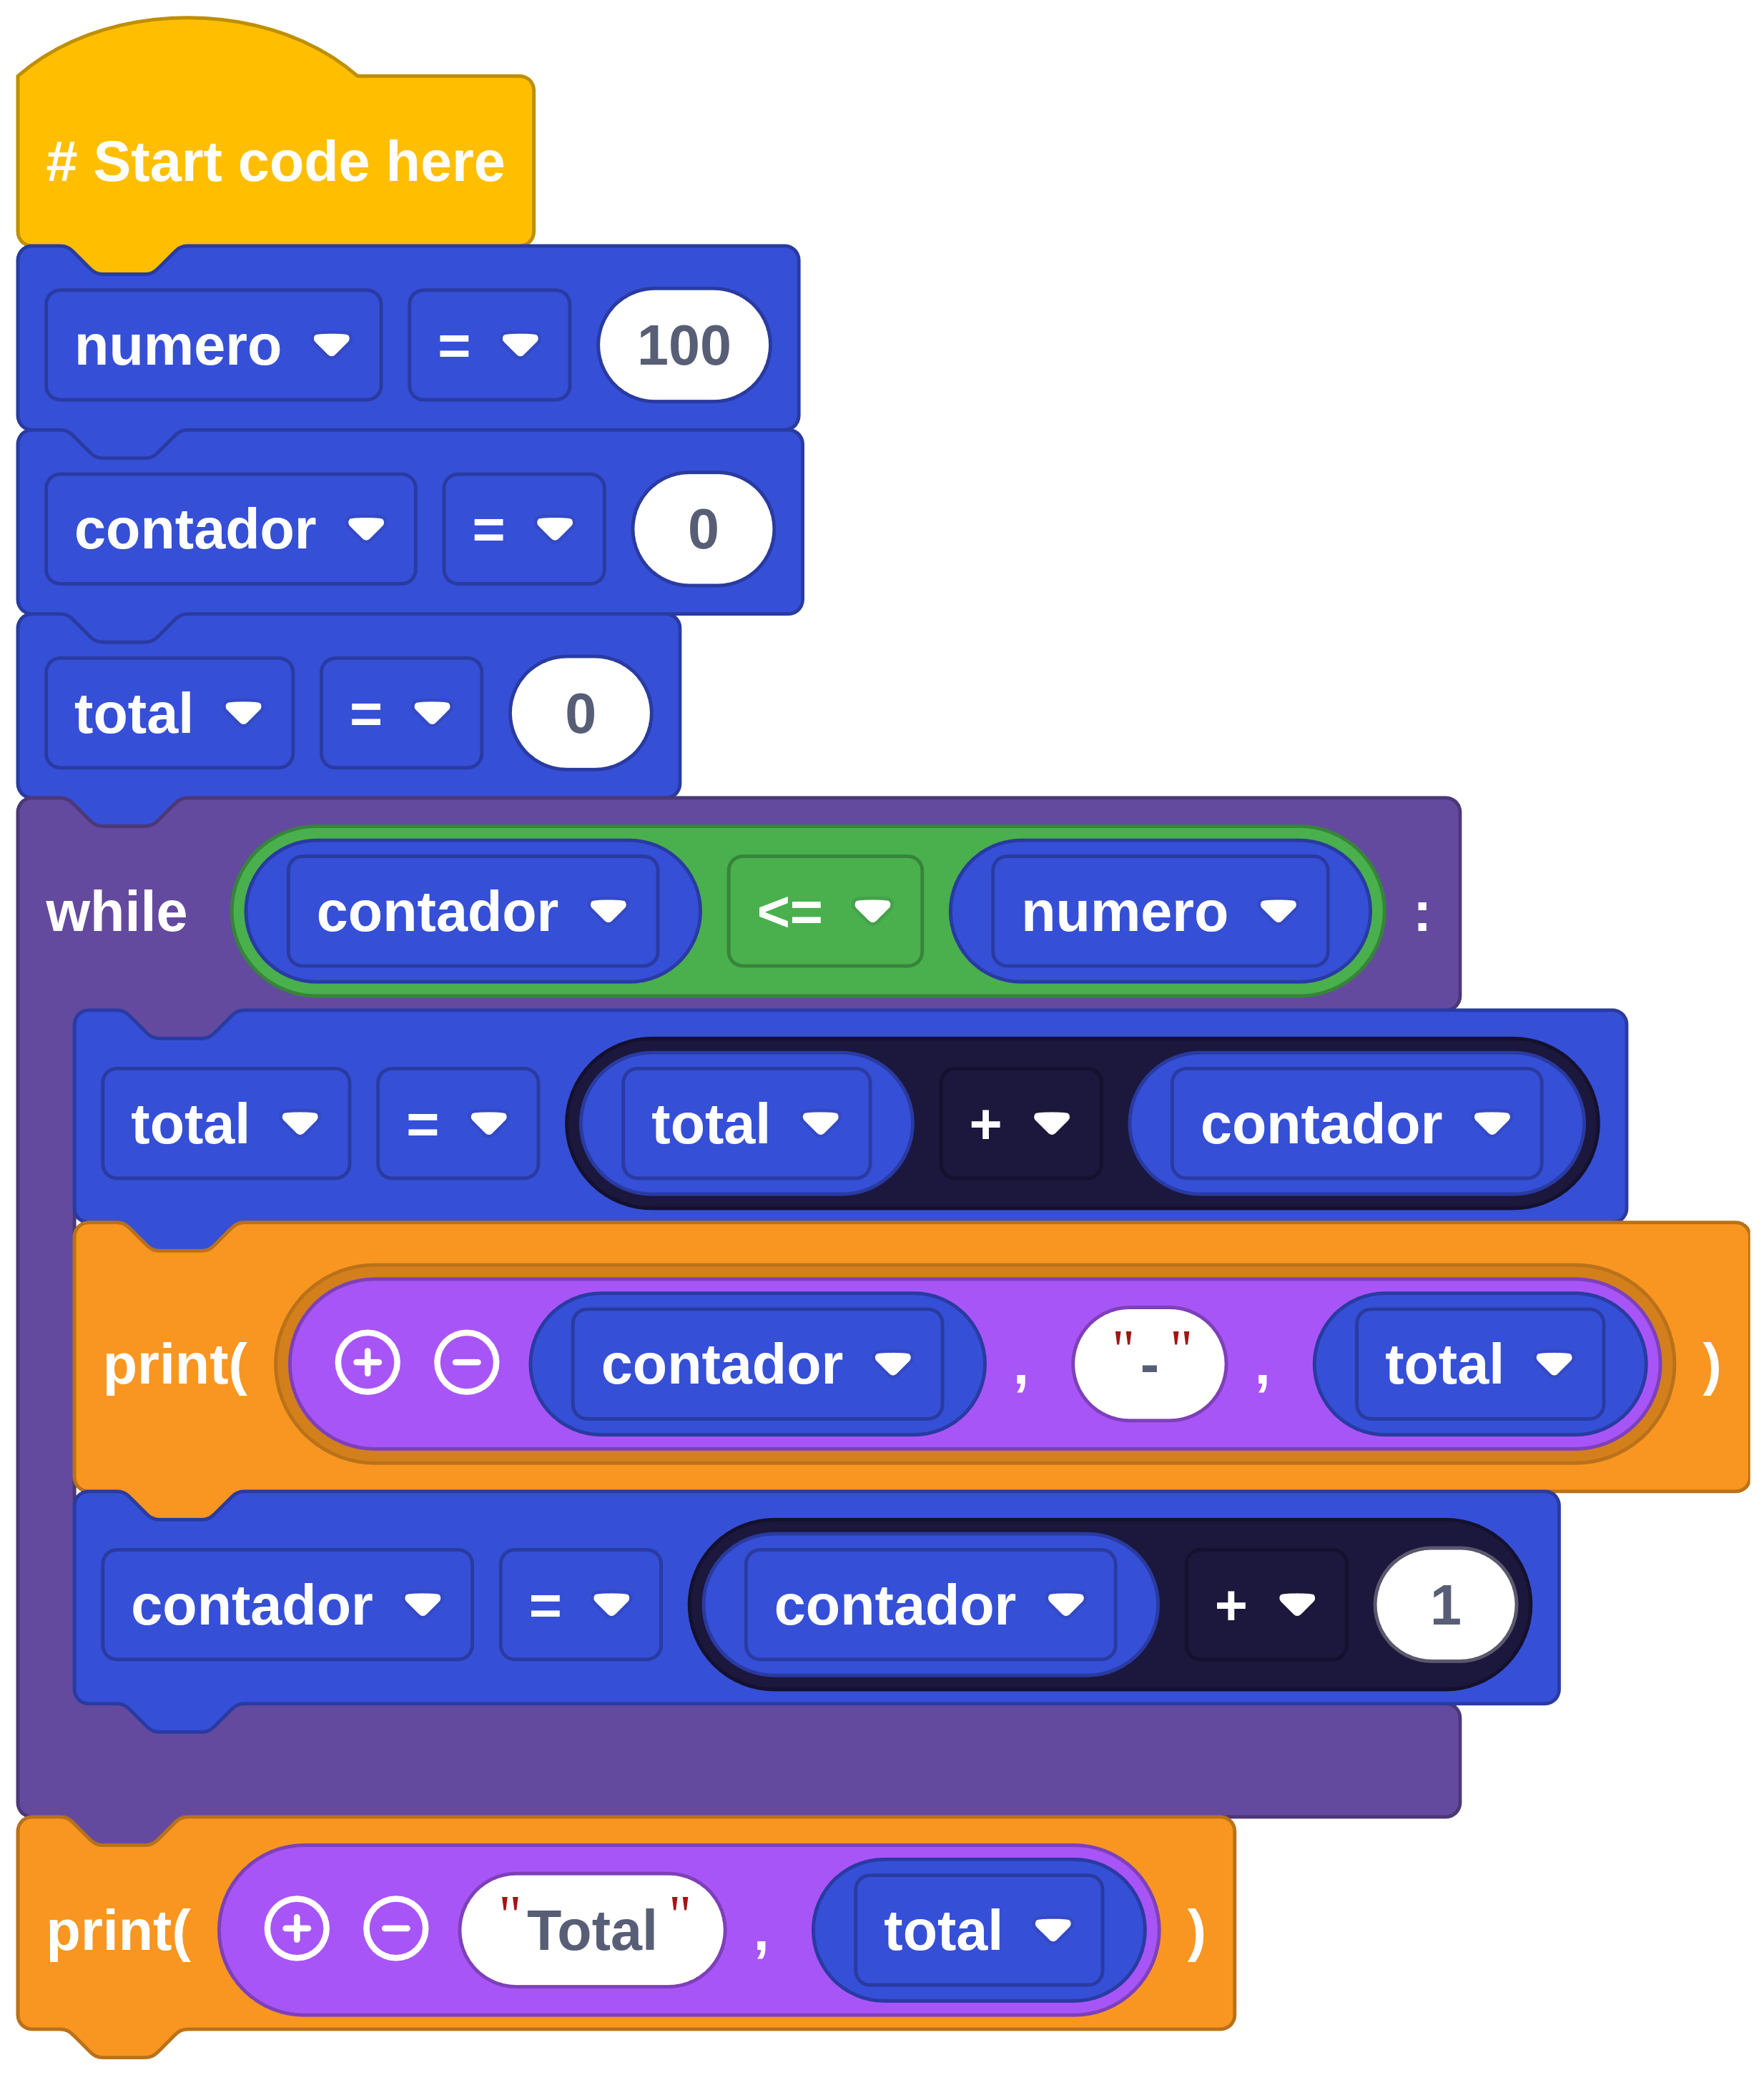 # Start code here
numero = 100
contador = 0
total = 0
while contador <= numero :
total = total + contador
print( contador , "-" , total )
contador = contador + 1
print( "Total" , total )